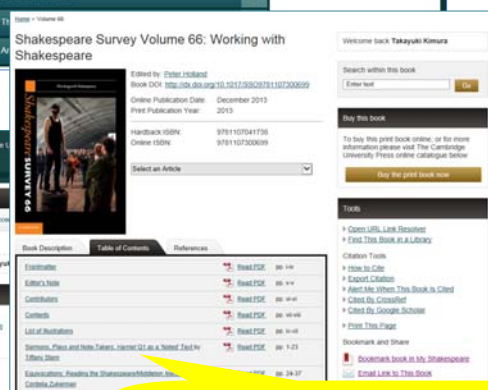 Home > Volume 66
Shakespeare Survey Volume 66: Working with
Shakespeare
Edited by: Peter Holland
Book DOI: http://dx.doi.org/10.1017/SSO9781107300699
Online Publication Date: December 2013
Print Publication Year: 2013
Hardback ISBN: 9781107041738
Online ISBN: 9781107300699
Select an Article
Shakespeare SURVEY 66
Book Description
Table of Contents
References
Frontmatter Read PDF
Editor's Note Read PDF pp. v-v
Contributors Read PDF
Contents Read PDF
List of Illustrations Read PDF
Sermons, Plays and Note-Takers: Hamlet Q1 as a 'Noted' Text by Read PDF pp. 1-23
Tiffany Stern
Equivocations: Reading the Shakespeare/Middleton Read PDF pp. 24-37
Welcome back Takayuki Kimura
Search within this book
Enter text
Go
Buy this book
To buy this print book online, or for more
information please visit The Cambridge
University Press online catalogue below
Buy the print book now
Tools
Open URL Link Resolver
Find This Book in a Library
Citation Tools
How to Cite
Export Citation
Alert Me When This Book Is Cited
Cited By CrossRef
Cited By Google Scholar
Print This Page
Bookmark and Share
Bookmark book in My Shakespeare
Email Link to This Book